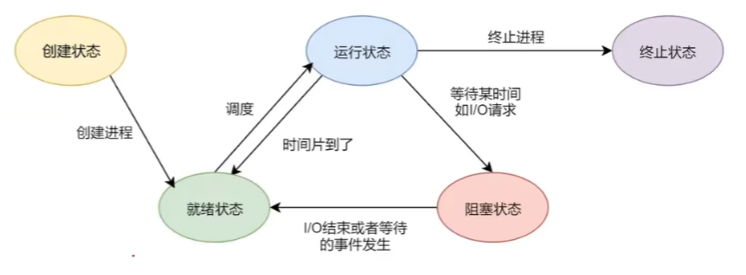 创建状态
运行状态
终止进程
终止状态
创建进程
调度
时间片到了
等待某时间
如I/O请求
就绪状态
阻塞状态
I/O结束或者等待
的事件发生